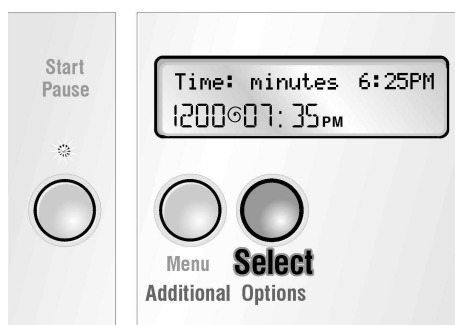 Start
Pause
Time: minutes 6:25PM
1200 07:35PM
Menu
Select
Additional Options